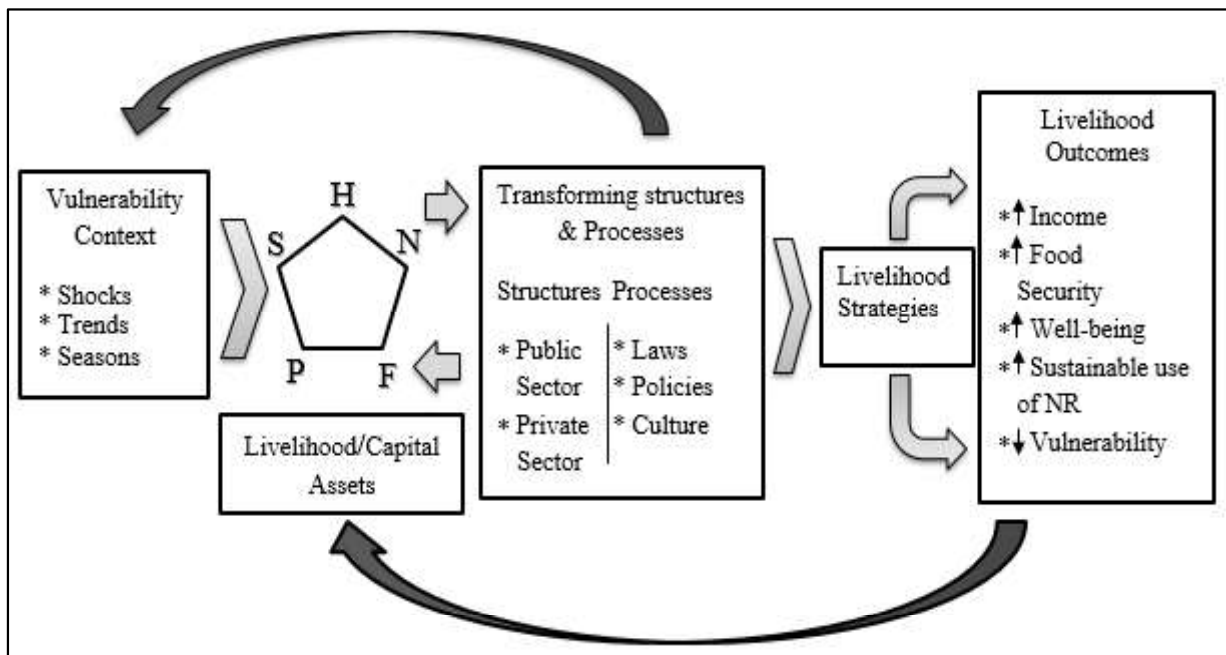 Vulnerability
Context
* Shocks
* Trends
* Seasons
H
S
N
P
F
Livelihood/Capital
Assets
Transforming structures
& Processes
Structures Processes
* Public
Sector
* Private
Sector
* Laws
* Policies
* Culture
Livelihood
Strategies
Livelihood
Outcomes
*↑ Income
*↑ Food
Security
*↑ Well-being
*↑ Sustainable use
of NR
*↓ Vulnerability